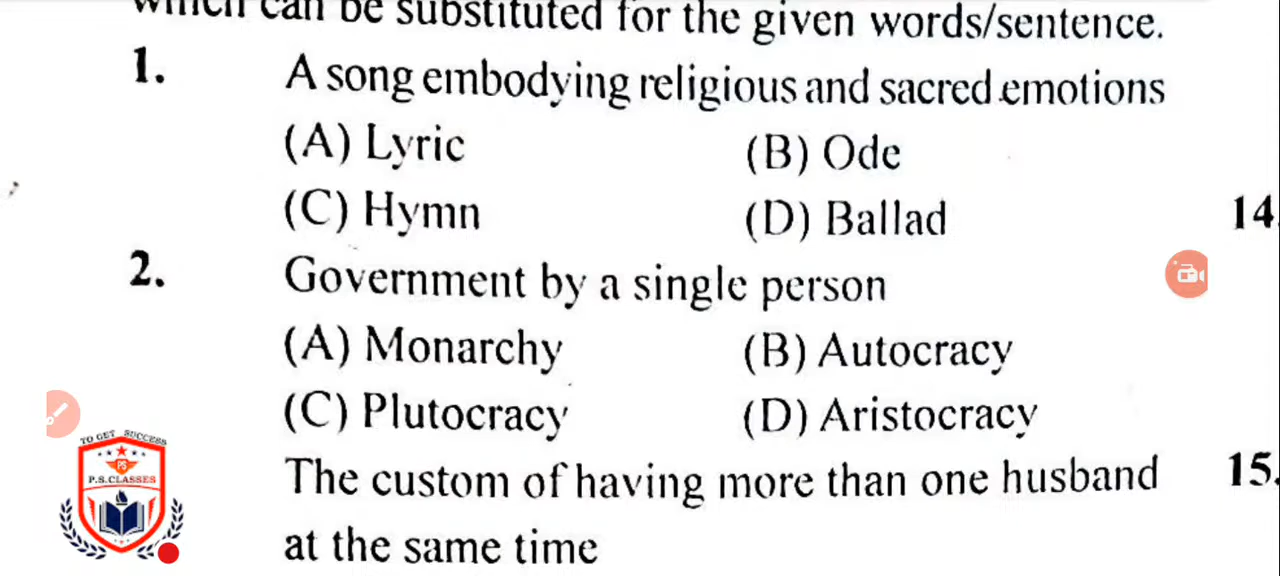 which can be substituted for the given words/sentence.
1. A song embodying religious and sacred emotions
(A) Lyric (B) Ode
(C) Hymn (D) Ballad
14.
2. Government by a single person
(A) Monarchy (B) Autocracy
(C) Plutocracy (D) Aristocracy
The custom of having more than one husband
15.
at the same time
TO GET SUCCESS
PS
P.S.CLASSES